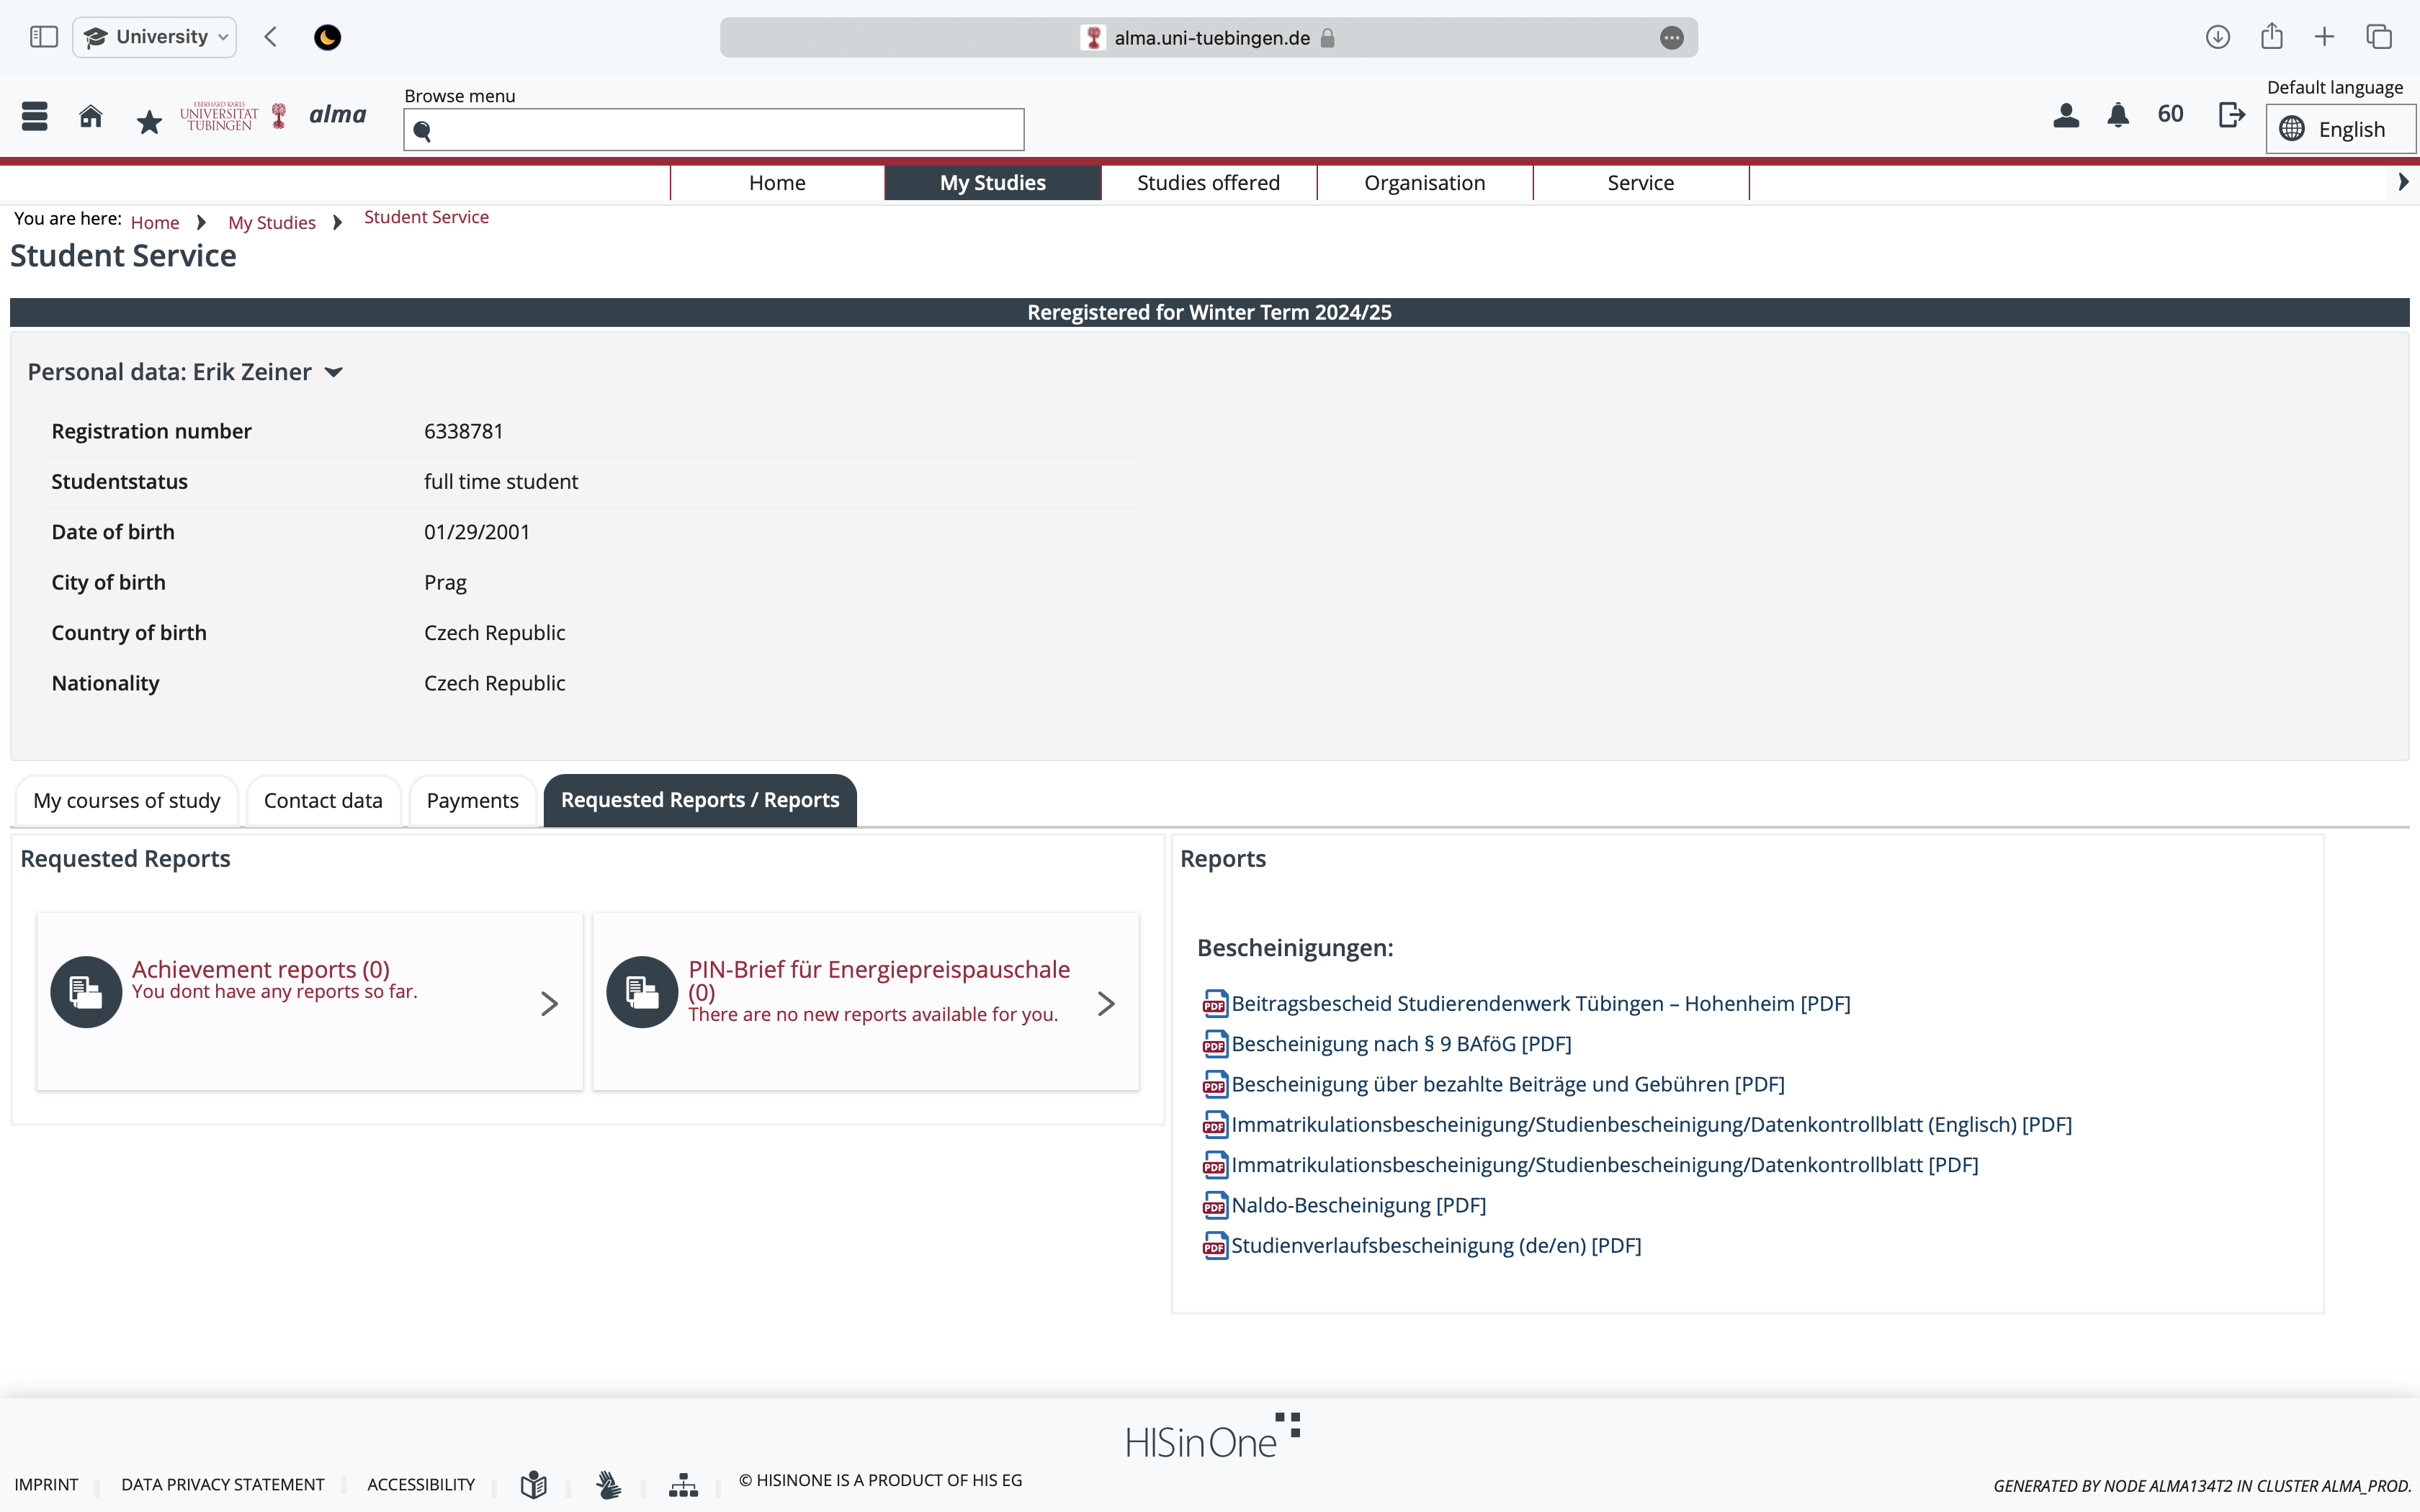 University
alma.uni-tuebingen.de
Default language
Browse menu
EBERHARD KARLS
UNIVERSITÄT
TÜBINGEN
alma
60
English
Home
My Studies
Studies offered
Organisation
Service
You are here: Home My Studies Student Service
Student Service
Reregistered for Winter Term 2024/25
Personal data: Erik Zeiner
Registration number 6338781
Studentstatus full time student
Date of birth 01/29/2001
City of birth Prag
Country of birth Czech Republic
Nationality Czech Republic
My courses of study
Contact data
Payments
Requested Reports / Reports
Requested Reports
Achievement reports (0)
You dont have any reports so far.
PIN-Brief für Energiepreispauschale
(0)
There are no new reports available for you.
Reports
Bescheinigungen:
PDF Beitragsbescheid Studierendenwerk Tübingen – Hohenheim [PDF]
PDF Bescheinigung nach § 9 BAföG [PDF]
PDF Bescheinigung über bezahlte Beiträge und Gebühren [PDF]
PDF Immatrikulationsbescheinigung/Studienbescheinigung/Datenkontrollblatt (Englisch) [PDF]
PDF Immatrikulationsbescheinigung/Studienbescheinigung/Datenkontrollblatt [PDF]
PDF Naldo-Bescheinigung [PDF]
PDF Studienverlaufsbescheinigung (de/en) [PDF]
HISinOne
IMPRINT
DATA PRIVACY STATEMENT
ACCESSIBILITY
© HISINONE IS A PRODUCT OF HIS EG
GENERATED BY NODE ALMA134T2 IN CLUSTER ALMA_PROD.